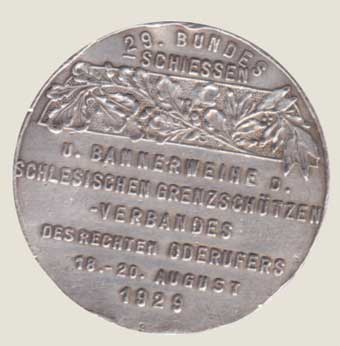 29. BUNDES
SCHIESSEN
U. BANNERWEIHE D.
SCHLESISCHEN GRENZSCHÜTZEN
-VERBANDES
DES RECHTEN ODERUFERS
18.-20. AUGUST
1929